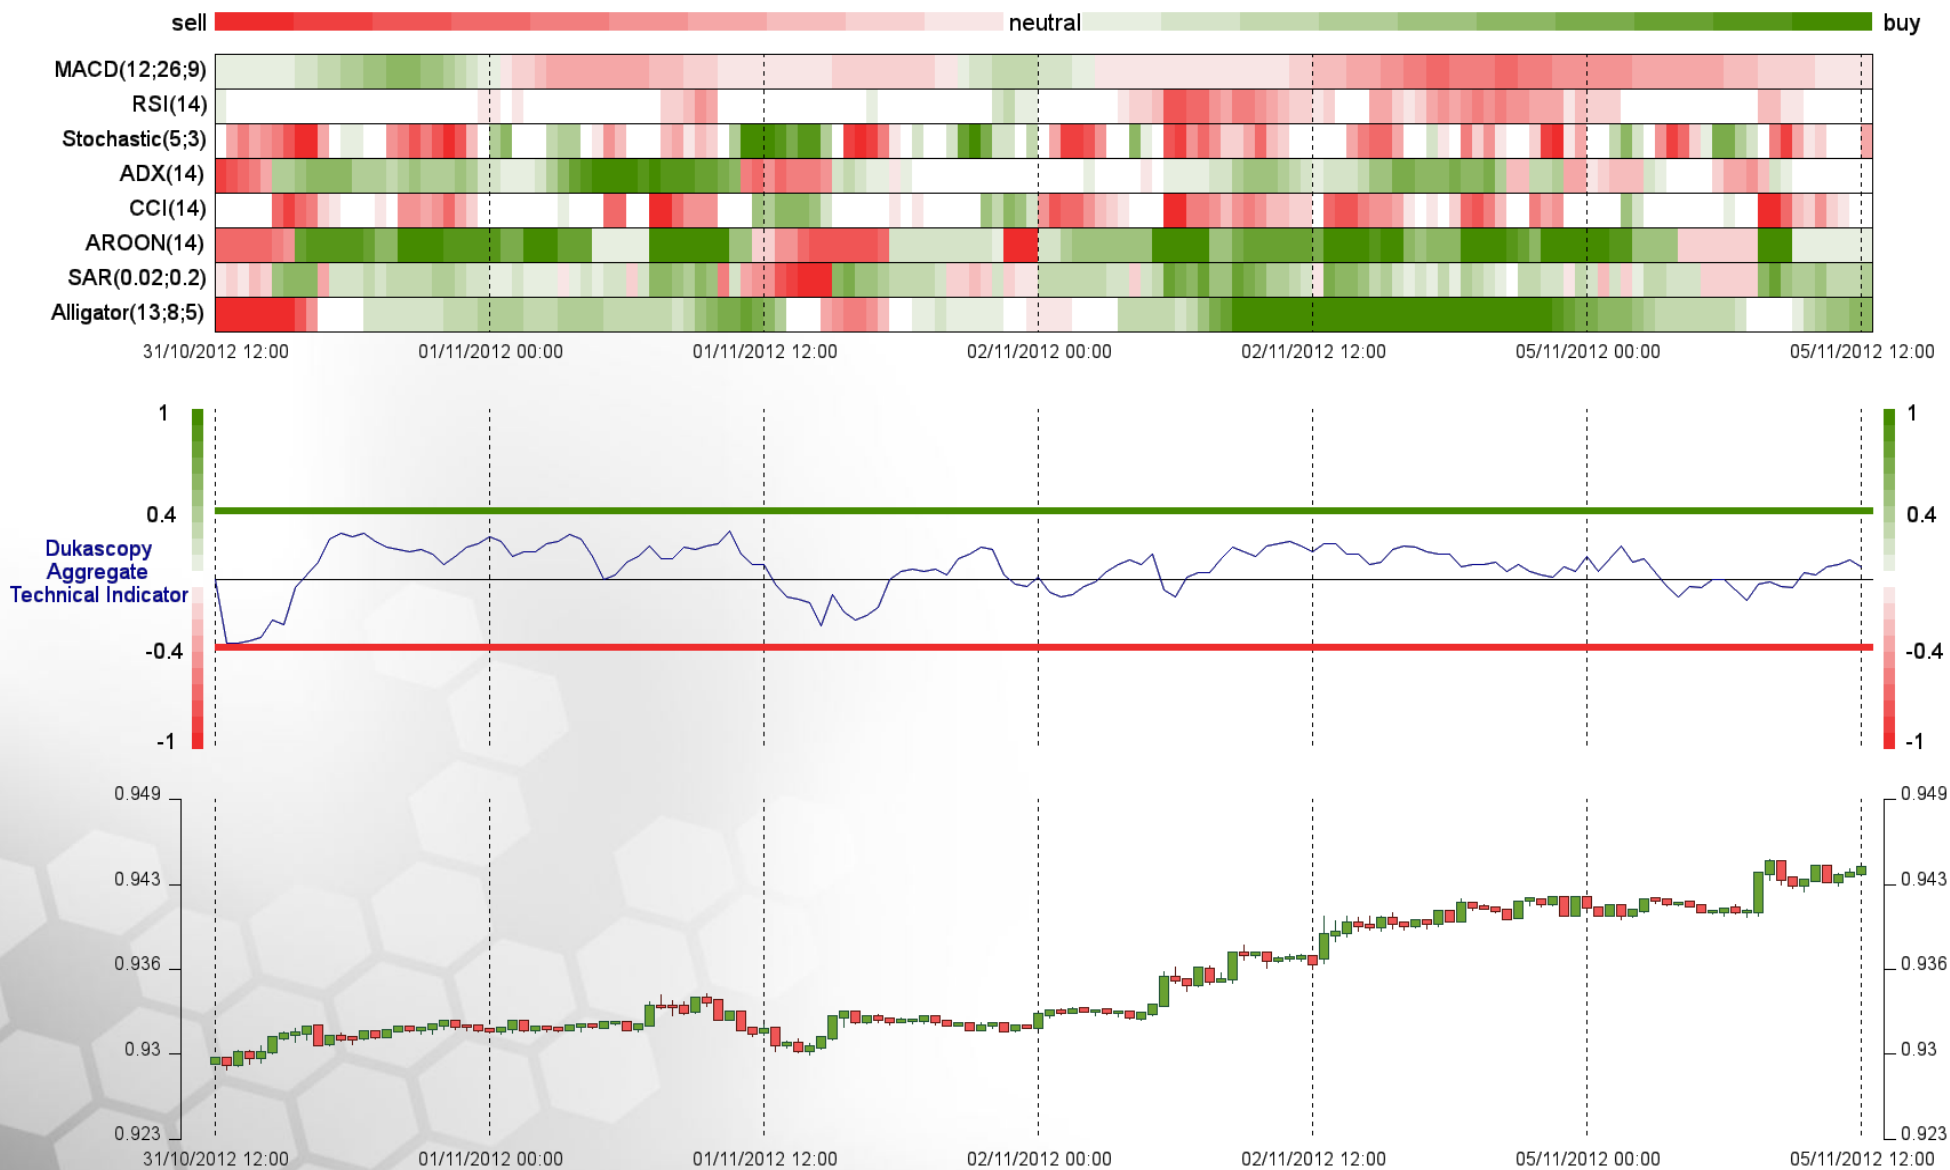 sell neutral buy
MACD(12;26;9)
RSI(14)
Stochastic(5;3)
ADX(14)
CCI(14)
AROON(14)
SAR(0.02;0.2)
Alligator(13;8;5)
31/10/2012 12:00 01/11/2012 00:00 01/11/2012 12:00 02/11/2012 00:00 02/11/2012 12:00 05/11/2012 00:00 05/11/2012 12:00
1 1
0.4 0.4
Dukascopy
Aggregate
Technical Indicator
-0.4 -0.4
-1 -1
0.949 0.949
0.943 0.943
0.936 0.936
0.93 0.93
0.923 0.923
31/10/2012 12:00 01/11/2012 00:00 01/11/2012 12:00 02/11/2012 00:00 02/11/2012 12:00 05/11/2012 00:00 05/11/2012 12:00